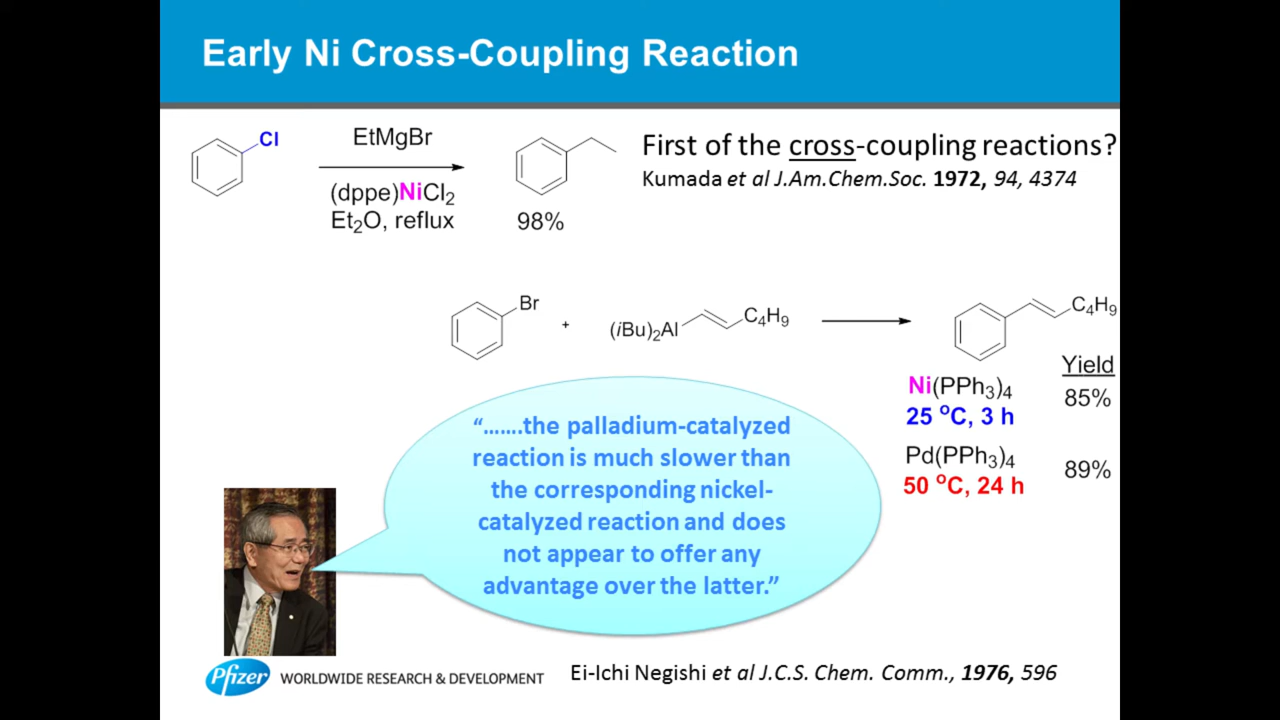 Early Ni Cross-Coupling Reaction
Cl
EtMgBr
(dppe)NiCl₂
Et₂O, reflux
98%
First of the cross-coupling reactions?
Kumada et al J.Am.Chem.Soc. 1972, 94, 4374
Br
+
(iBu)₂Al
C₄H₉
C₄H₉
Yield
Ni(PPh₃)₄
85%
25 ºC, 3 h
Pd(PPh₃)₄
89%
50 ºC, 24 h
“…….the palladium-catalyzed
reaction is much slower than
the corresponding nickel-
catalyzed reaction and does
not appear to offer any
advantage over the latter.”
Pfizer
WORLDWIDE RESEARCH & DEVELOPMENT
Ei-Ichi Negishi et al J.C.S. Chem. Comm., 1976, 596